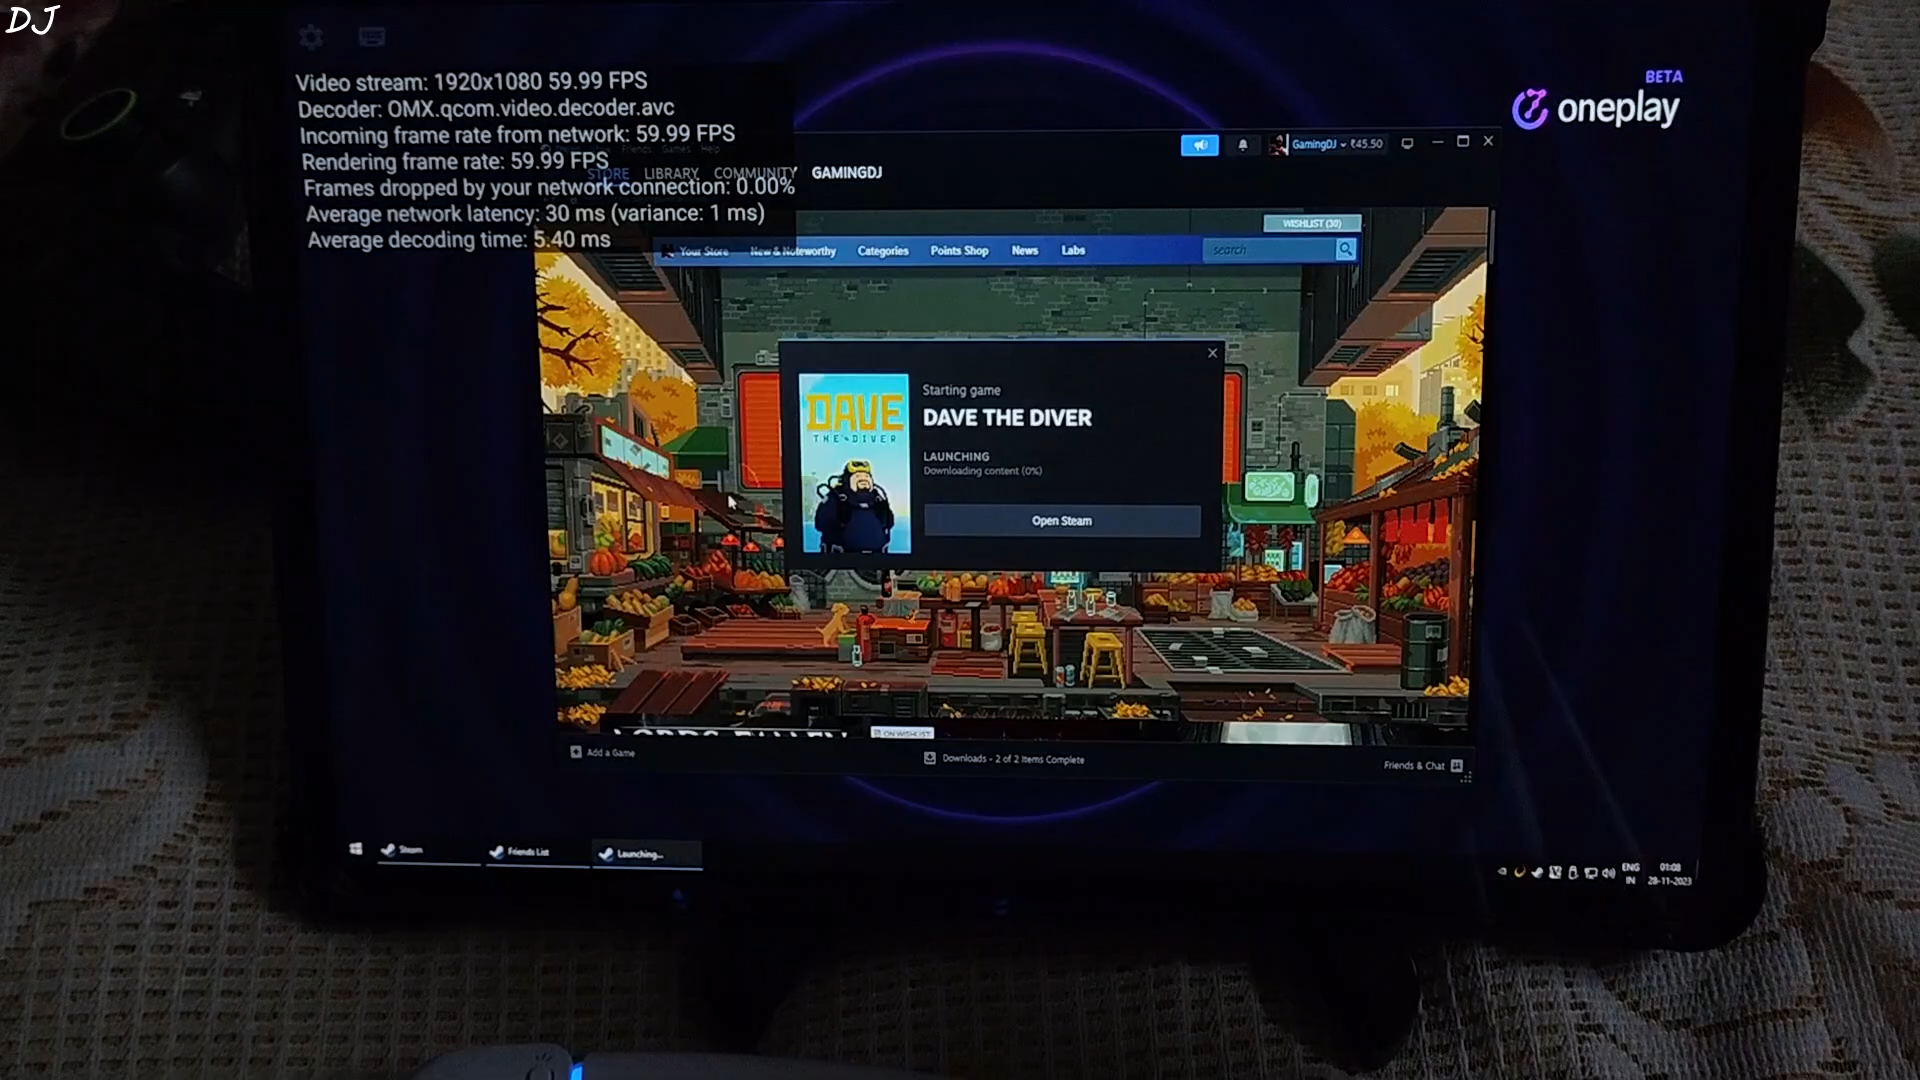 DJ
Video stream: 1920x1080 59.99 FPS
Decoder: OMX.qcom.video.decoder.avc
Incoming frame rate from network: 59.99 FPS
Rendering frame rate: 59.99 FPS
Frames dropped by your network connection: 0.00%
Average network latency: 30 ms (variance: 1 ms)
Average decoding time: 5.40 ms
BETA
oneplay
Games Help
GamingDJ ₹45.50
STORE LIBRARY COMMUNITY GAMINGDJ
WISHLIST (30)
Your Store New & Noteworthy Categories Points Shop News Labs search
DAVE
THE DIVER
Starting game
DAVE THE DIVER
LAUNCHING
Downloading content (0%)
Open Steam
ON WISHLIST
Add a Game
Downloads - 2 of 2 Items Complete
Friends & Chat
Steam
Friends List
Launching...
ENG
IN
01:08
28-11-2023